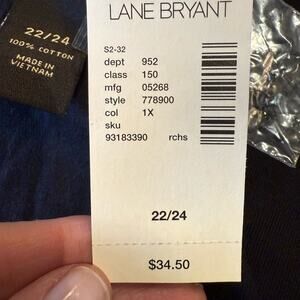 LANE BRYANT
22/24
100% COTTON
MADE IN
VIETNAM
S2-32
dept 952
class 150
mfg 05268
style 778900
col 1X
sku
93183390 rchs
22/24
$34.50